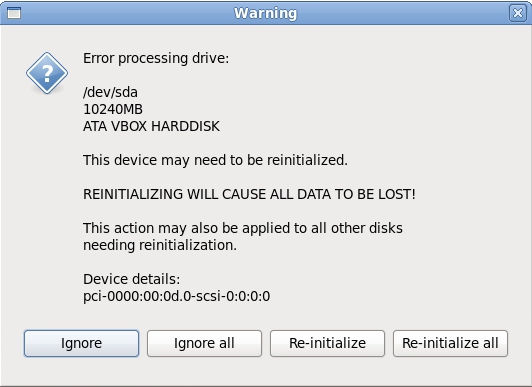 Warning
Error processing drive:
/dev/sda
10240MB
ATA VBOX HARDDISK
This device may need to be reinitialized.
REINITIALIZING WILL CAUSE ALL DATA TO BE LOST!
This action may also be applied to all other disks
needing reinitialization.
Device details:
pci-0000:00:0d.0-scsi-0:0:0:0
Ignore
Ignore all
Re-initialize
Re-initialize all